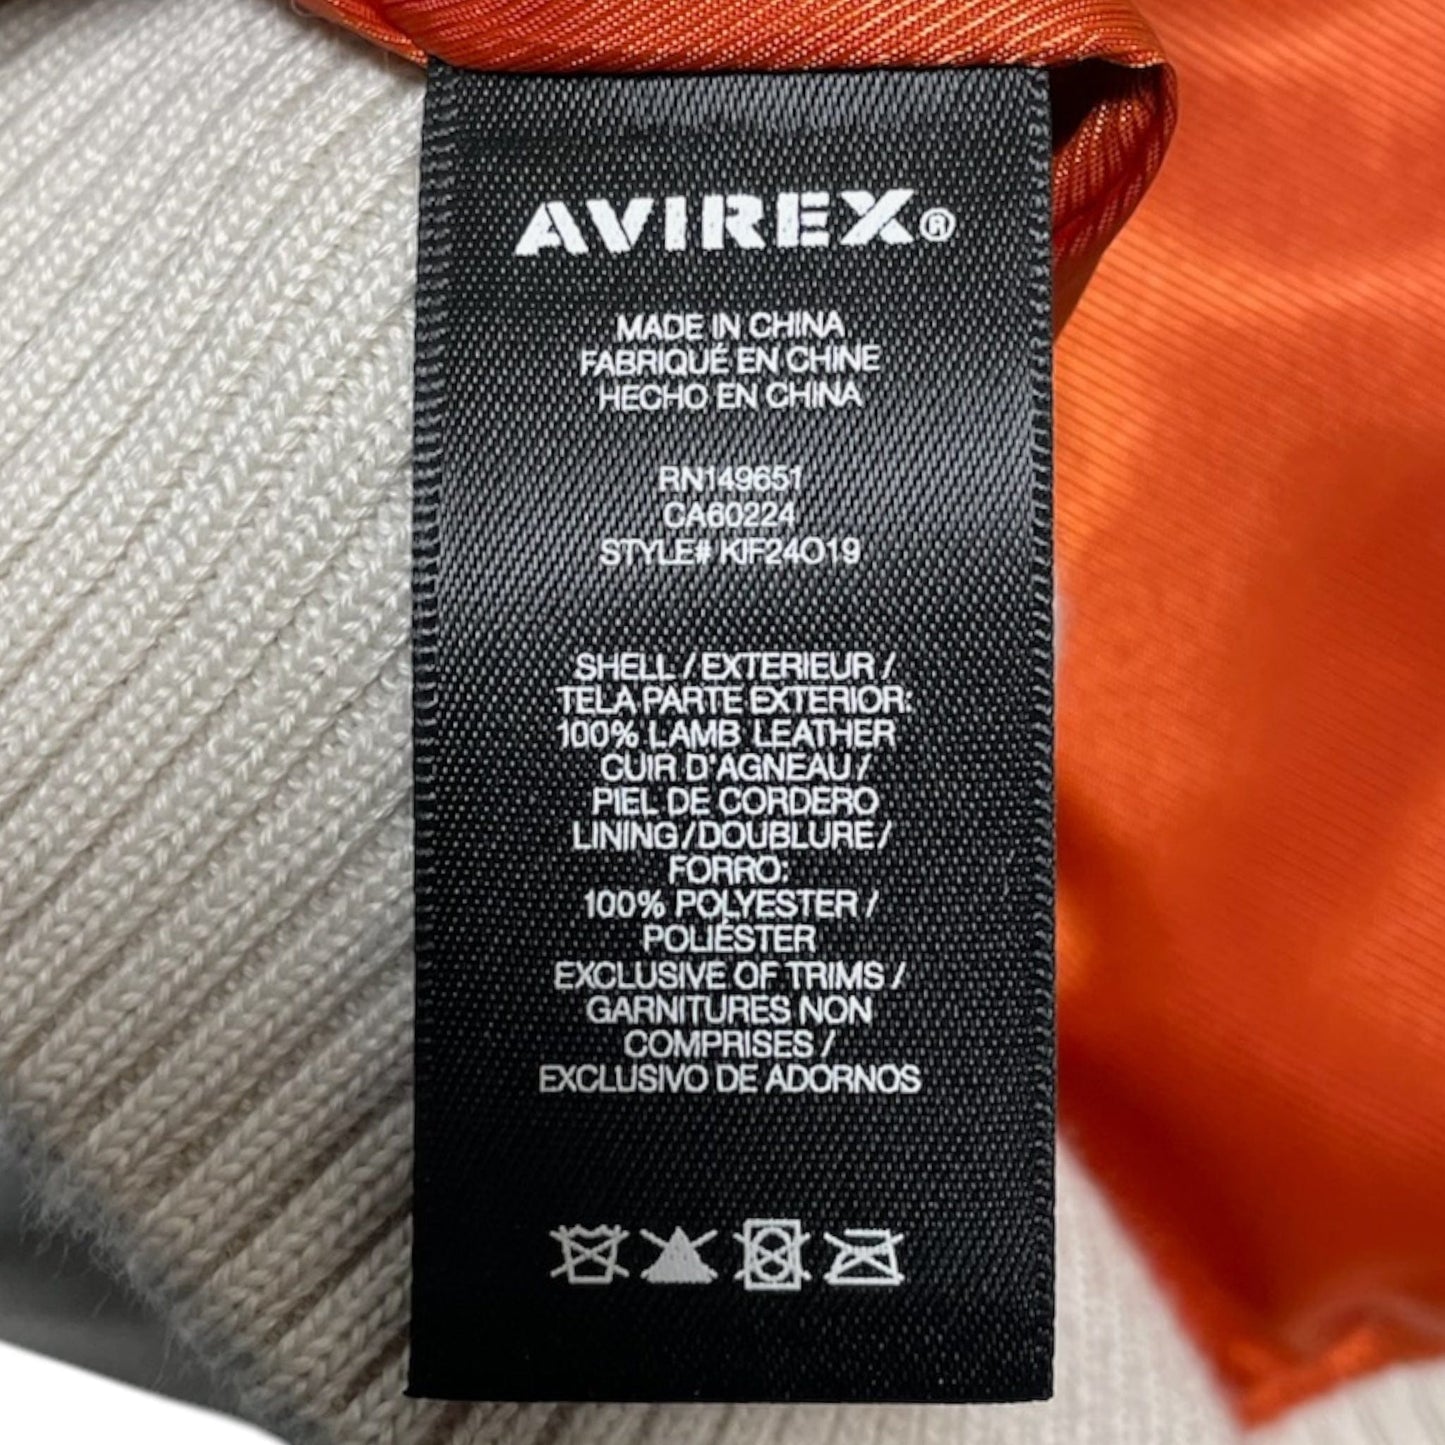 AVIREX®
MADE IN CHINA
FABRIQUÉ EN CHINE
HECHO EN CHINA
RN149651
CA60224
STYLE# KIF24O19
SHELL / EXTERIEUR /
TELA PARTE EXTERIOR:
100% LAMB LEATHER
CUIR D'AGNEAU /
PIEL DE CORDERO
LINING / DOUBLURE /
FORRO:
100% POLYESTER /
POLIÉSTER
EXCLUSIVE OF TRIMS /
GARNITURES NON
COMPRISES /
EXCLUSIVO DE ADORNOS